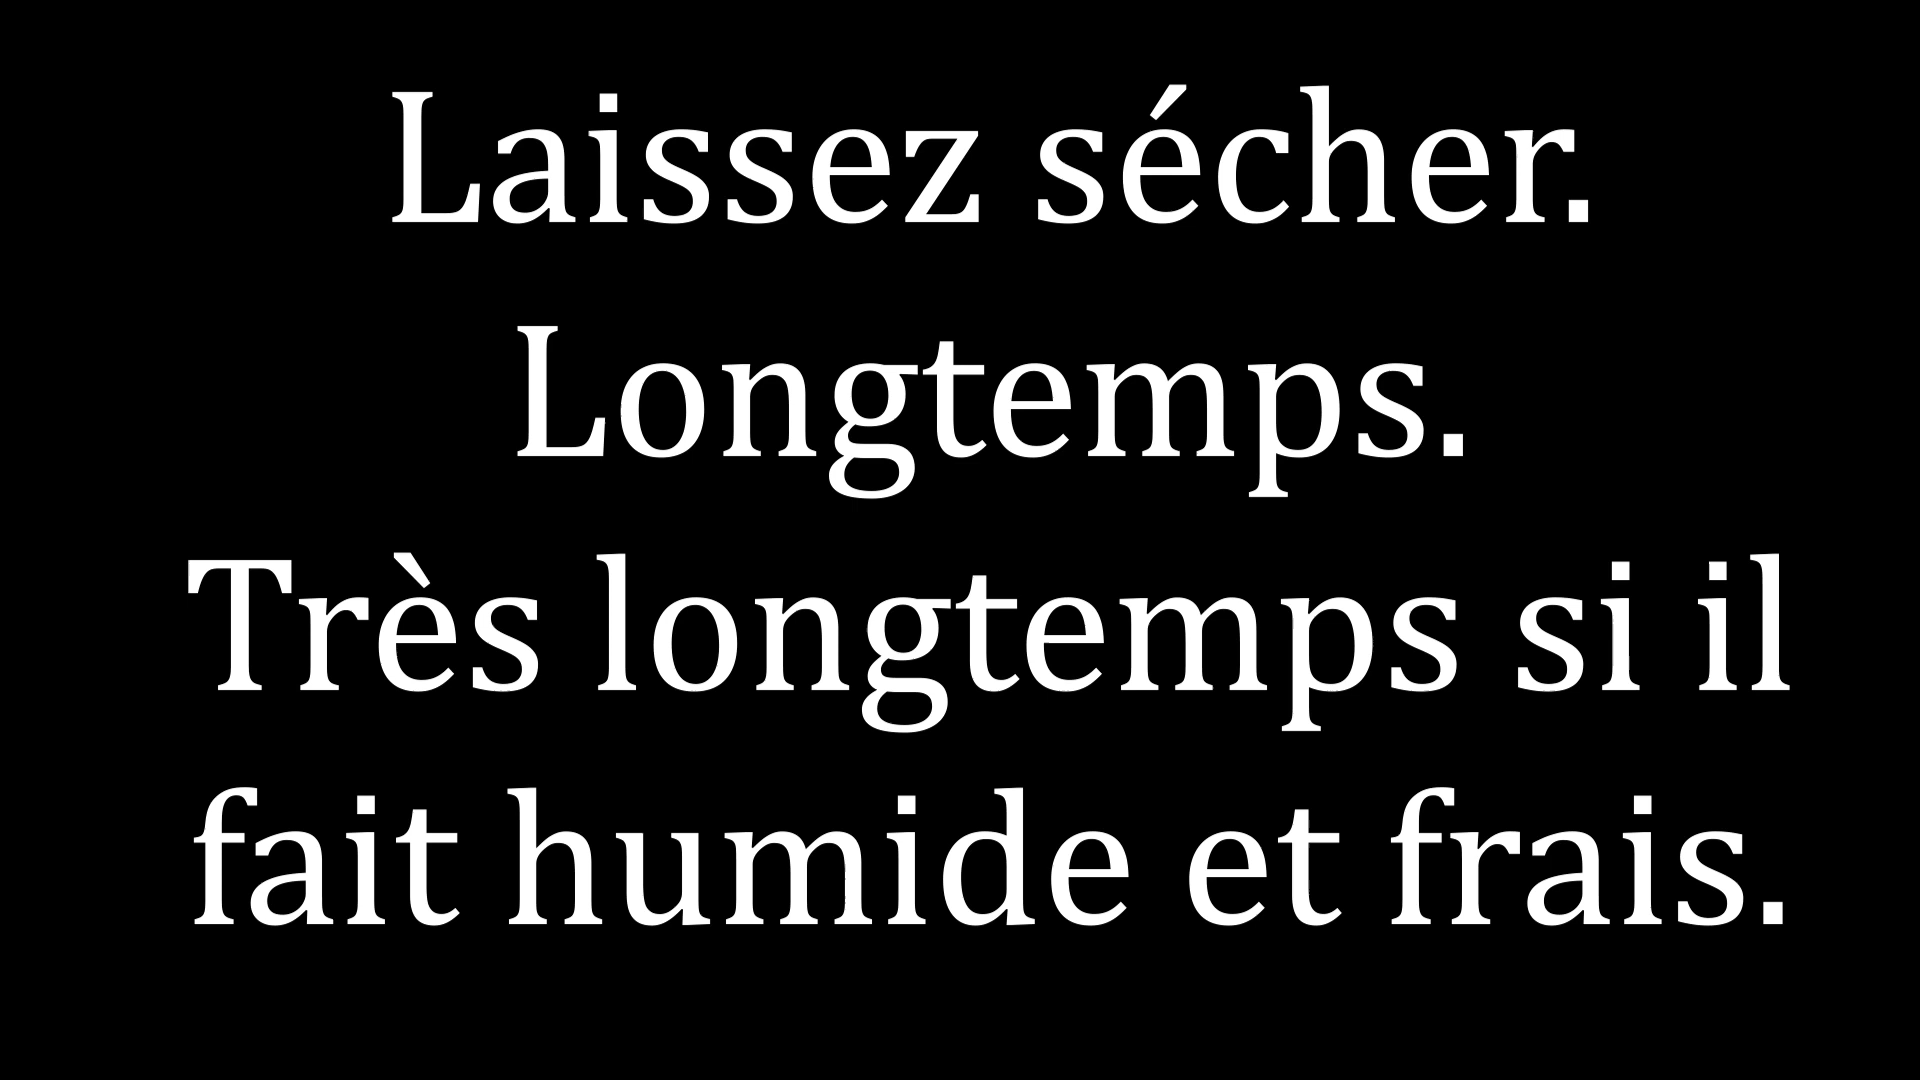 Laissez sécher.
Longtemps.
Très longtemps si il
fait humide et frais.